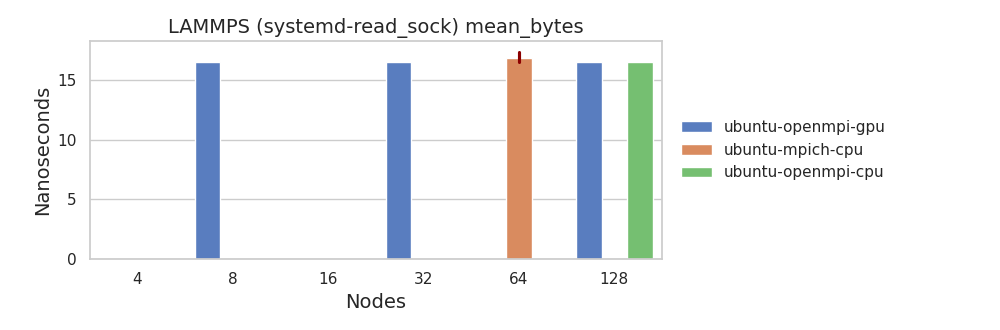 LAMMPS (systemd-read_sock) mean_bytes
Nanoseconds
15
10
5
0
4 8 16 32 64 128
Nodes
ubuntu-openmpi-gpu
ubuntu-mpich-cpu
ubuntu-openmpi-cpu